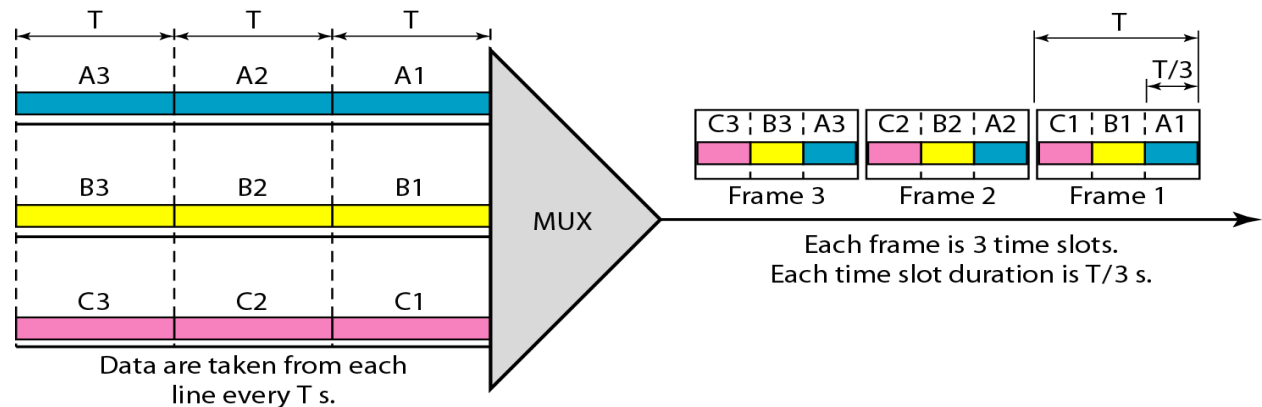 T T T
A3 A2 A1
B3 B2 B1
C3 C2 C1
Data are taken from each
line every T s.
MUX
T
T/3
C3 B3 A3 C2 B2 A2 C1 B1 A1
Frame 3 Frame 2 Frame 1
Each frame is 3 time slots.
Each time slot duration is T/3 s.